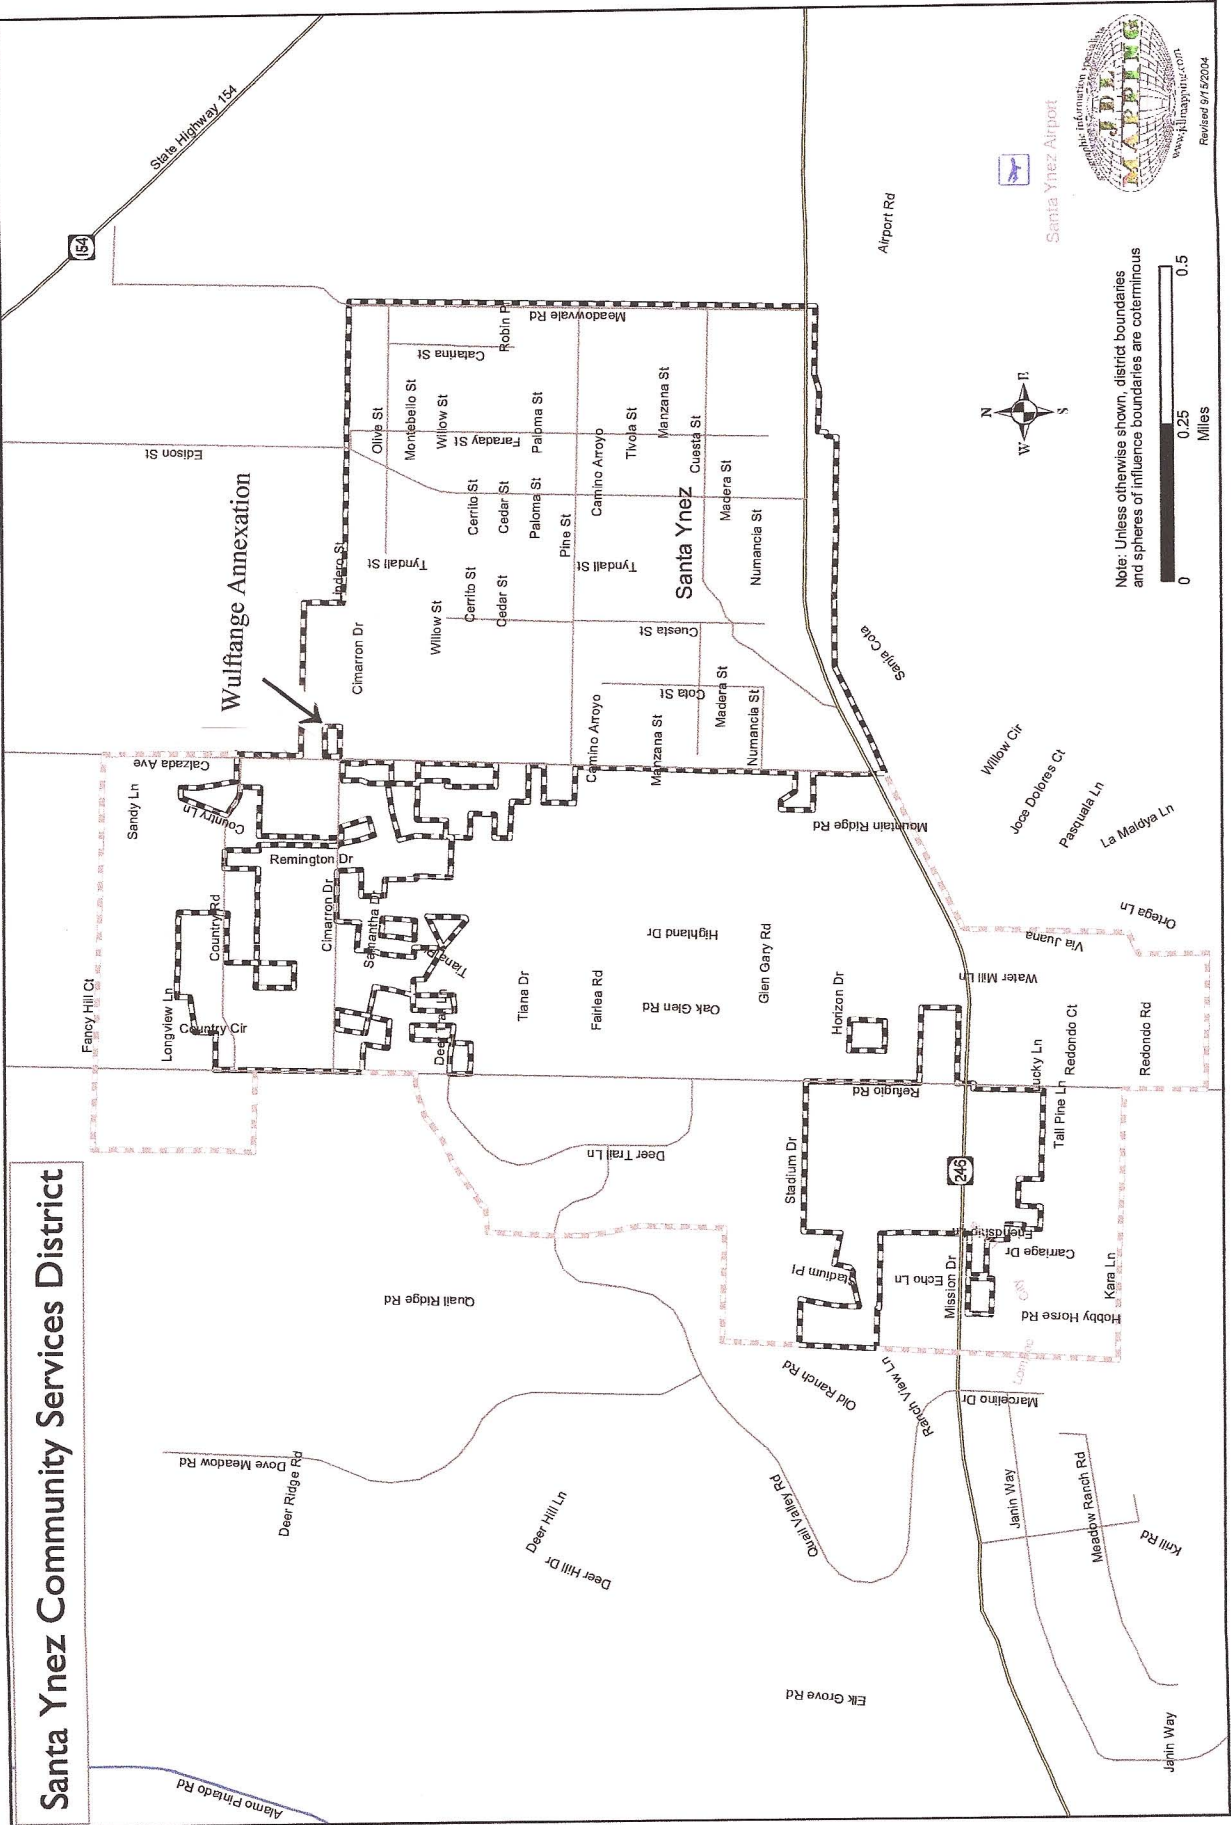 Santa Ynez Community Services District
State Highway 154
154
Wulftange Annexation
Alamo Pintado Rd
Dove Meadow Rd
Deer Ridge Rd
Quail Ridge Rd
Deer Hill Ln
Deer Hill Dr
Elk Grove Rd
Quail Valley Rd
Old Ranch Rd
Ranch View Ln
Deer Trail Ln
Stadium Dr
Stadium Pl
Echo Ln
Mission Dr
246
Marcelino Dr
Janin Way
Janin Way
Meadow Ranch Rd
Krill Rd
Hobby Horse Rd
Carriage Dr
Friendship Ln
Kara Ln
Tall Pine Ln
Lucky Ln
Redondo Ct
Redondo Rd
Refugio Rd
Water Mill Ln
Via Juana
Ortega Ln
La Maldya Ln
Pasquala Ln
Joce Dolores Ct
Willow Cir
Sanja Cota
Fancy Hill Ct
Sandy Ln
Longview Ln
Country Cir
Country Rd
Country Ln
Calzada Ave
Remington Dr
Cimarron Dr
Samantha Dr
Tiana Dr
Fairlea Rd
Oak Glen Rd
Highland Dr
Glen Gary Rd
Horizon Dr
Mountain Ridge Rd
Edison St
Cimarron Dr
Tyndall St
Olive St
Montebello St
Willow St
Catarina St
Robin Pl
Meadowvale Rd
Faraday St
Paloma St
Cerrito St
Cedar St
Paloma St
Pine St
Camino Arroyo
Tivola St
Manzana St
Cuesta St
Madera St
Numancia St
Santa Ynez
Tyndall St
Willow St
Cerrito St
Cedar St
Cuesta St
Cota St
Madera St
Numancia St
Camino Arroyo
Manzana St
Airport Rd
Santa Ynez Airport
N
W E
S
Note: Unless otherwise shown, district boundaries
and spheres of influence boundaries are coterminous
0 0.25 0.5
Miles
JDL
MAPPING
www.jdlmapping.com
Revised 9/15/2004